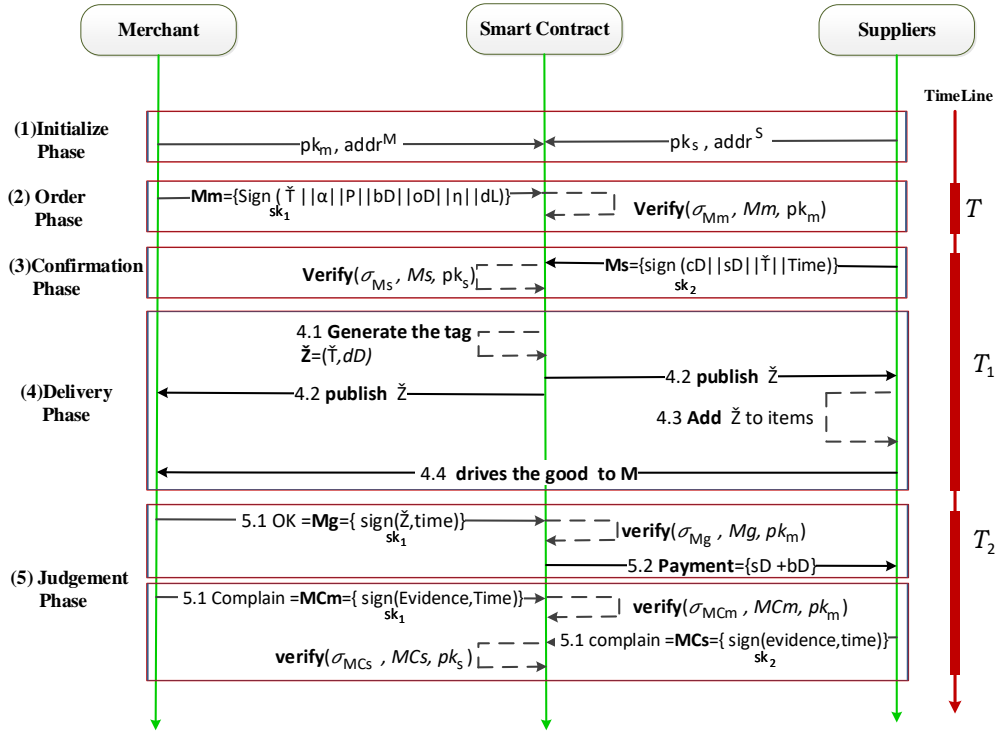 Merchant
Smart Contract
Suppliers
TimeLine
(1)Initialize
Phase
pkm, addrM
pks , addr S
(2) Order
Phase
Mm={Sign ( Ť ||α||P||bD||oD||η||dL)}
sk1
Verify(σMm , Mm, pkm)
T
(3)Confirmation
Phase
Verify(σMs , Ms, pks)
Ms={sign (cD||sD||Ť||Time)}
sk2
4.1 Generate the tag
Ž=(Ť,dD)
4.2 publish Ž
4.2 publish Ž
(4)Delivery
Phase
4.3 Add Ž to items
T1
4.4 drives the good to M
5.1 OK =Mg={ sign(Ž,time)}
sk1
verify(σMg , Mg, pkm)
T2
5.2 Payment={sD +bD}
(5) Judgement
Phase
5.1 Complain =MCm={ sign(Evidence,Time)}
sk1
verify(σMCm , MCm, pkm)
5.1 complain =MCs={ sign(evidence,time)}
sk2
verify(σMCs , MCs, pks)